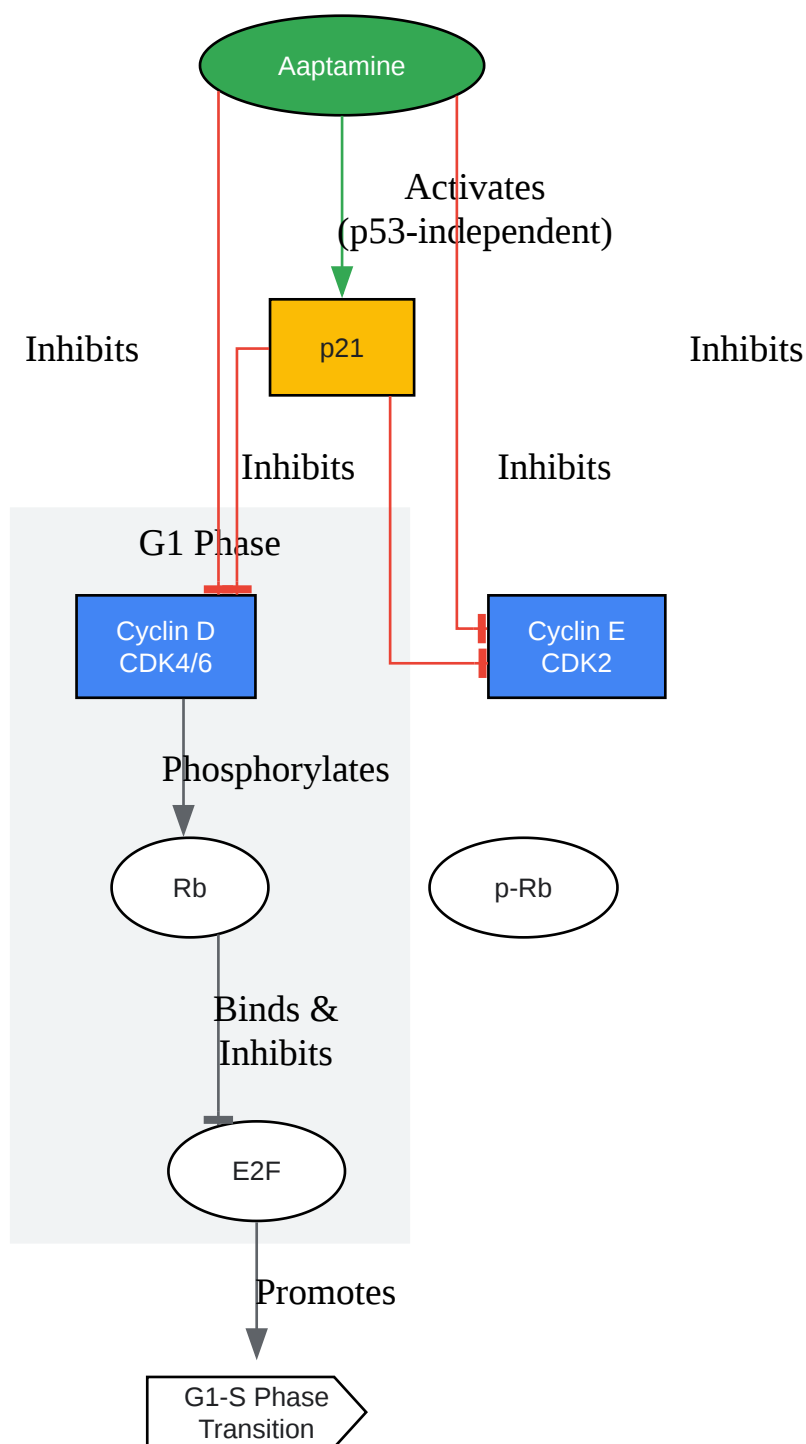 Aaptamine
Activates
(p53-independent)
Inhibits
p21
Inhibits
Inhibits
Inhibits
G1 Phase
Cyclin D
CDK4/6
Cyclin E
CDK2
Phosphorylates
Rb
p-Rb
Binds &
Inhibits
E2F
Promotes
G1-S Phase
Transition